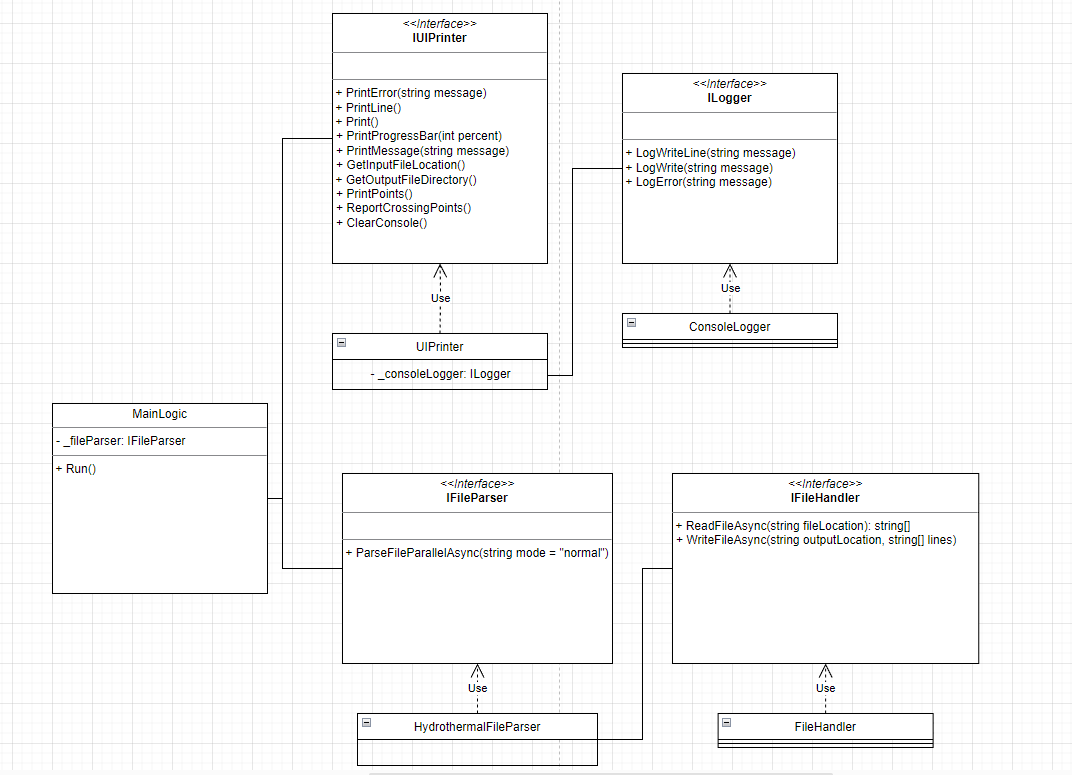 <<Interface>>
IUIPrinter
+ PrintError(string message)
+ PrintLine()
+ Print()
+ PrintProgressBar(int percent)
+ PrintMessage(string message)
+ GetInputFileLocation()
+ GetOutputFileDirectory()
+ PrintPoints()
+ ReportCrossingPoints()
+ ClearConsole()
<<Interface>>
ILogger
+ LogWriteLine(string message)
+ LogWrite(string message)
+ LogError(string message)
Use
Use
ConsoleLogger
UIPrinter
- _consoleLogger: ILogger
MainLogic
- _fileParser: IFileParser
+ Run()
<<Interface>>
IFileParser
+ ParseFileParallelAsync(string mode = "normal")
<<Interface>>
IFileHandler
+ ReadFileAsync(string fileLocation): string[]
+ WriteFileAsync(string outputLocation, string[] lines)
Use
Use
HydrothermalFileParser
FileHandler